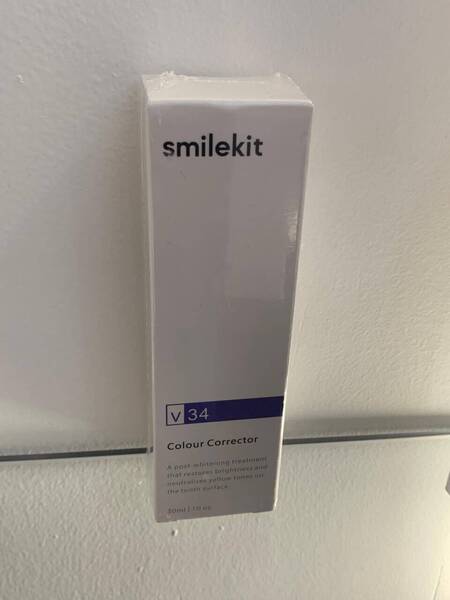 smilekit
V 34
Colour Corrector
A post-whitening treatment
that restores brightness and
neutralizes yellow tones on
the tooth surface.
30ml | 1fl oz